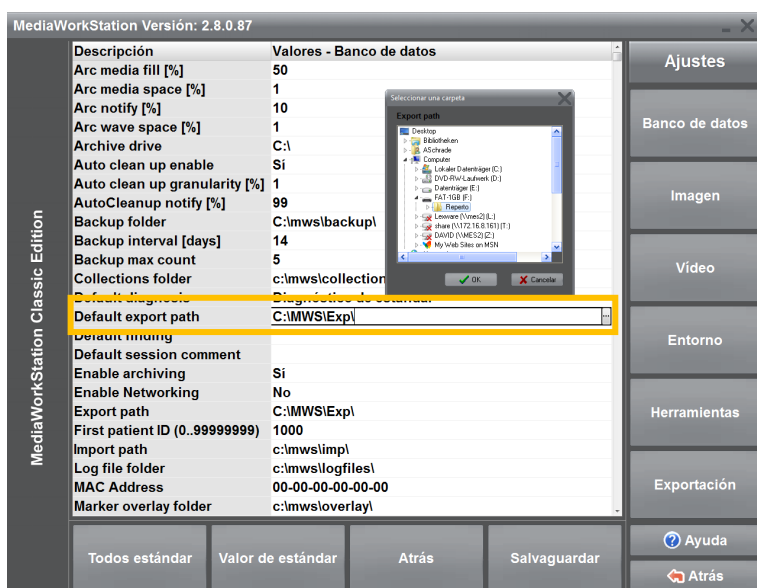 MediaWorkStation Versión: 2.8.0.87
MediaWorkStation Classic Edition
Descripción Valores - Banco de datos
Arc media fill [%] 50
Arc media space [%] 1
Arc notify [%] 10
Arc wave space [%] 1
Archive drive C:\
Auto clean up enable Sí
Auto clean up granularity [%] 1
AutoCleanup notify [%] 99
Backup folder C:\mws\backup\
Backup interval [days] 14
Backup max count 5
Collections folder c:\mws\collection
Default diagnosis Diagnóstico de estándar
Default export path C:\MWS\Exp\ ...
Default finding
Default session comment
Enable archiving Sí
Enable Networking No
Export path C:\MWS\Exp\
First patient ID (0..99999999) 1000
Import path c:\mws\imp\
Log file folder c:\mws\logfiles\
MAC Address 00-00-00-00-00-00
Marker overlay folder c:\mws\overlay\
Seleccionar una carpeta
Export path
Desktop
Bibliotheken
ASchrade
Computer
Lokaler Datenträger (C:)
DVD-RW-Laufwerk (D:)
Datenträger (E:)
FAT-1GB (F:)
Reperto
Lexware (\\mes2) (L:)
share (\\172.16.8.161) (T:)
DAVID (\\MES2) (Z:)
My Web Sites on MSN
OK Cancelar
Ajustes
Banco de datos
Imagen
Vídeo
Entorno
Herramientas
Exportación
Ayuda
Atrás
Todos estándar Valor de estándar Atrás Salvaguardar